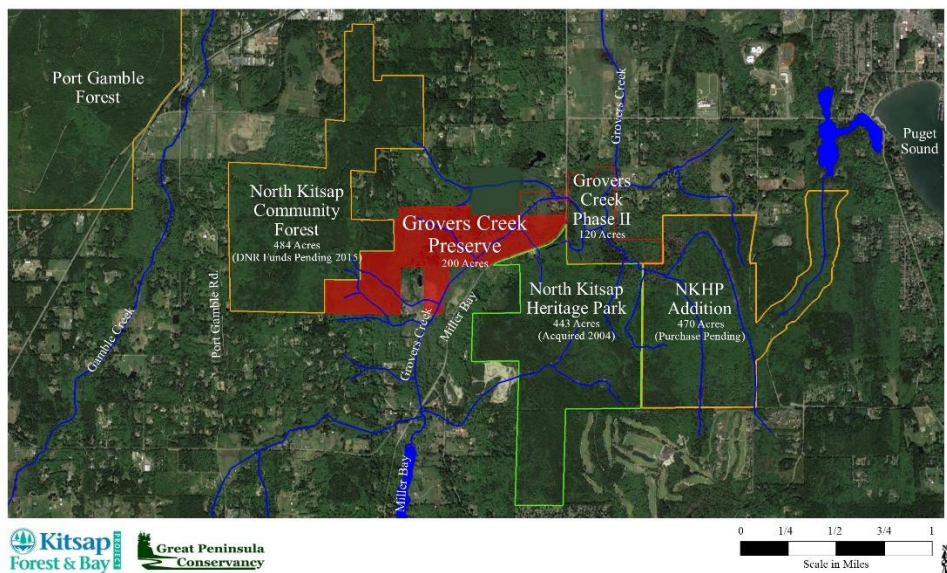 Port Gamble
Forest
North Kitsap
Community
Forest
484 Acres
(DNR Funds Pending 2015)
Grovers Creek
Preserve
200 Acres
Grovers
Creek
Phase II
120 Acres
Grovers Creek
Puget
Sound
North Kitsap
Heritage Park
443 Acres
(Acquired 2004)
NKHP
Addition
470 Acres
(Purchase Pending)
Gamble Creek
Port Gamble Rd.
Grovers Creek
Miller Bay
Miller Bay
Kitsap
Forest & Bay
PROJECT
Great Peninsula
Conservancy
0 1/4 1/2 3/4 1
Scale in Miles